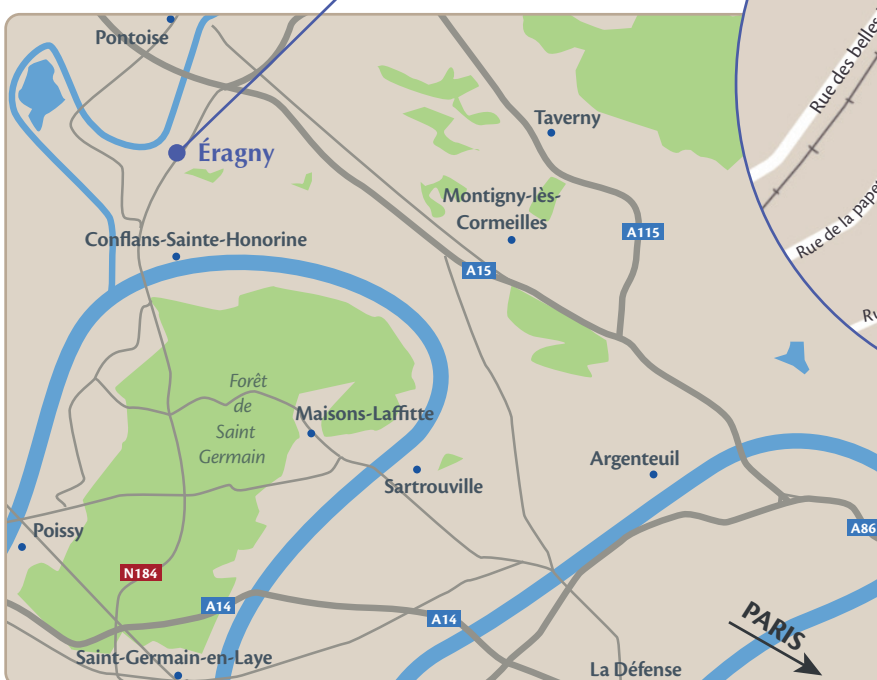 Pontoise
Rue des belles
Taverny
Éragny
Montigny-lès-
Cormeilles
Rue de la pape
Conflans-Sainte-Honorine
A115
A15
Ru
Forêt
de
Saint
Germain
Maisons-Laffitte
Argenteuil
Sartrouville
Poissy
A86
N184
A14
A14
PARIS
Saint-Germain-en-Laye
La Défense